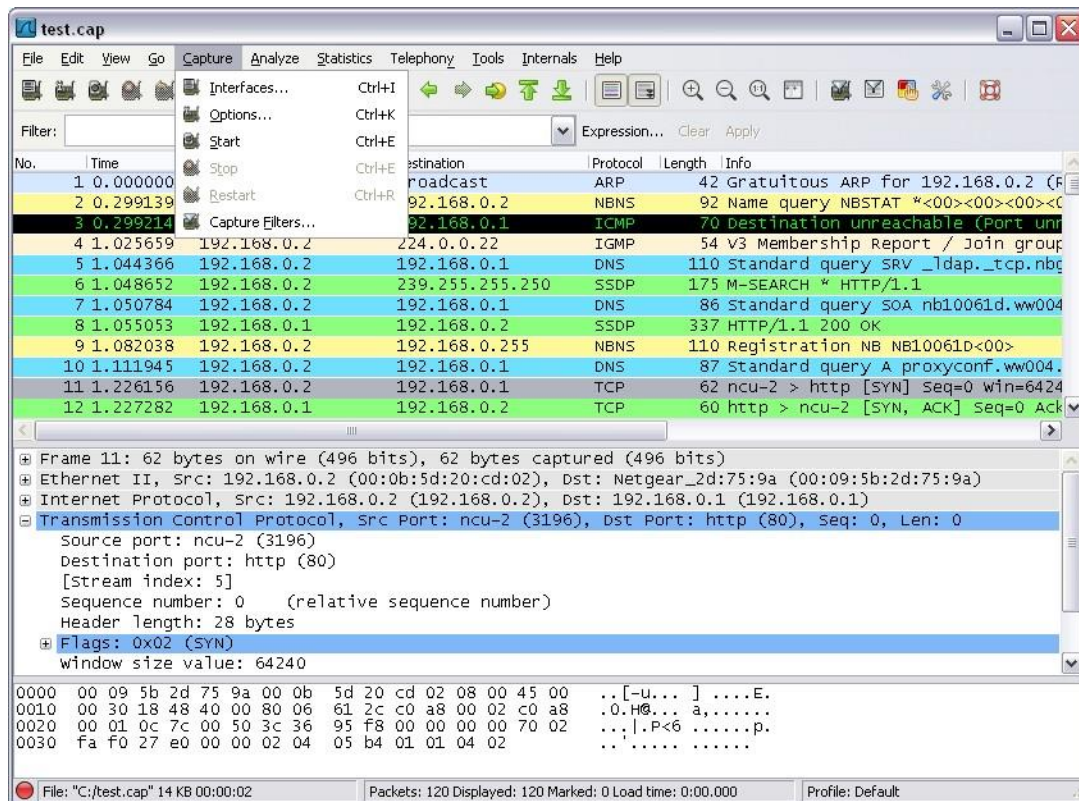 test.cap
File Edit View Go Capture Analyze Statistics Telephony Tools Internals Help
Interfaces... Ctrl+I
Options... Ctrl+K
Start Ctrl+E
Stop Ctrl+E
Restart Ctrl+R
Capture Filters...
Filter: Expression... Clear Apply
No. Time estination Protocol Length Info
1 0.000000 roadcast ARP 42 Gratuitous ARP for 192.168.0.2 (R
2 0.299139 92.168.0.2 NBNS 92 Name query NBSTAT *<00><00><00><0
3 0.299214 92.168.0.1 ICMP 70 Destination unreachable (Port unr
4 1.025659 192.168.0.2 224.0.0.22 IGMP 54 V3 Membership Report / Join group
5 1.044366 192.168.0.2 192.168.0.1 DNS 110 Standard query SRV _ldap._tcp.nbg
6 1.048652 192.168.0.2 239.255.255.250 SSDP 175 M-SEARCH * HTTP/1.1
7 1.050784 192.168.0.2 192.168.0.1 DNS 86 Standard query SOA nb10061d.ww004
8 1.055053 192.168.0.1 192.168.0.2 SSDP 337 HTTP/1.1 200 OK
9 1.082038 192.168.0.2 192.168.0.255 NBNS 110 Registration NB NB10061D<00>
10 1.111945 192.168.0.2 192.168.0.1 DNS 87 Standard query A proxyconf.ww004.
11 1.226156 192.168.0.2 192.168.0.1 TCP 62 ncu-2 > http [SYN] Seq=0 Win=6424
12 1.227282 192.168.0.1 192.168.0.2 TCP 60 http > ncu-2 [SYN, ACK] Seq=0 Ack
Frame 11: 62 bytes on wire (496 bits), 62 bytes captured (496 bits)
Ethernet II, Src: 192.168.0.2 (00:0b:5d:20:cd:02), Dst: Netgear_2d:75:9a (00:09:5b:2d:75:9a)
Internet Protocol, Src: 192.168.0.2 (192.168.0.2), Dst: 192.168.0.1 (192.168.0.1)
Transmission Control Protocol, Src Port: ncu-2 (3196), Dst Port: http (80), Seq: 0, Len: 0
Source port: ncu-2 (3196)
Destination port: http (80)
[Stream index: 5]
Sequence number: 0 (relative sequence number)
Header length: 28 bytes
Flags: 0x02 (SYN)
Window size value: 64240
0000 00 09 5b 2d 75 9a 00 0b 5d 20 cd 02 08 00 45 00 ..[-u... ] ....E.
0010 00 30 18 48 40 00 80 06 61 2c c0 a8 00 02 c0 a8 .0.H@... a,......
0020 00 01 0c 7c 00 50 3c 36 95 f8 00 00 00 00 70 02 ...|.P<6 ......p.
0030 fa f0 27 e0 00 00 02 04 05 b4 01 01 04 02 ..'..... ......
File: "C:/test.cap" 14 KB 00:00:02 Packets: 120 Displayed: 120 Marked: 0 Load time: 0:00.000 Profile: Default